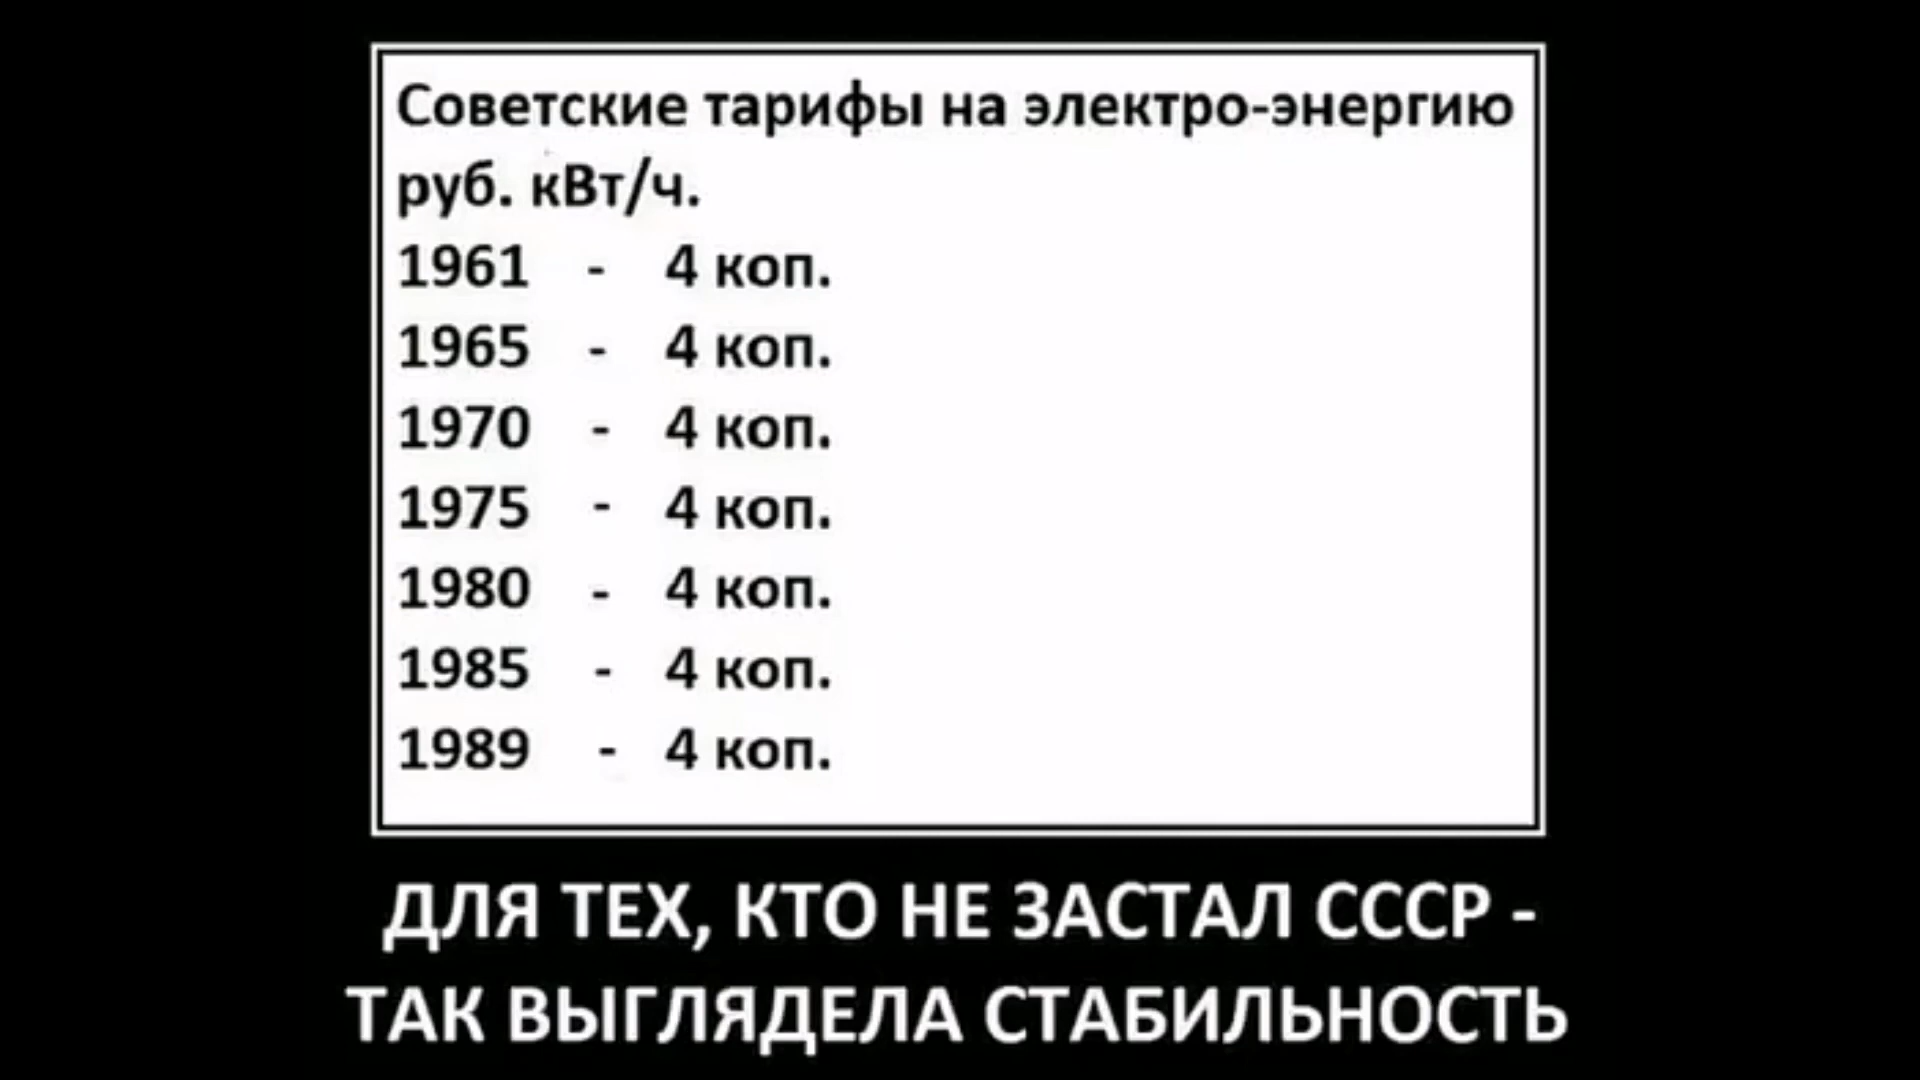 Советские тарифы на электро-энергию
руб. кВт/ч.
1961 - 4 коп.
1965 - 4 коп.
1970 - 4 коп.
1975 - 4 коп.
1980 - 4 коп.
1985 - 4 коп.
1989 - 4 коп.
ДЛЯ ТЕХ, КТО НЕ ЗАСТАЛ СССР -
ТАК ВЫГЛЯДЕЛА СТАБИЛЬНОСТЬ